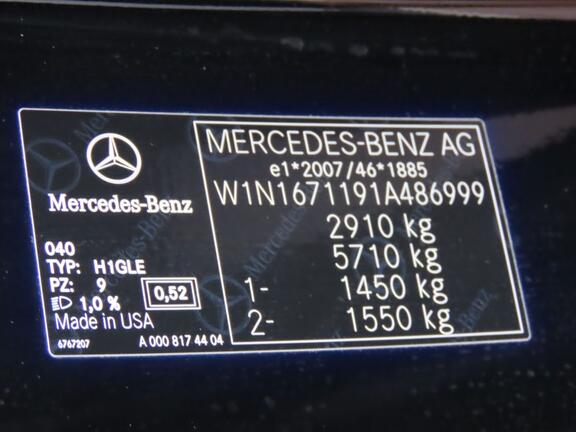 MERCEDES-BENZ AG
e1*2007/46*1885
W1N1671191A486999
2910 kg
5710 kg
1- 1450 kg
2- 1550 kg
Mercedes-Benz
040
TYP: H1GLE
PZ: 9
1,0 % 0,52
Made in USA
6767207 A 000 817 44 04